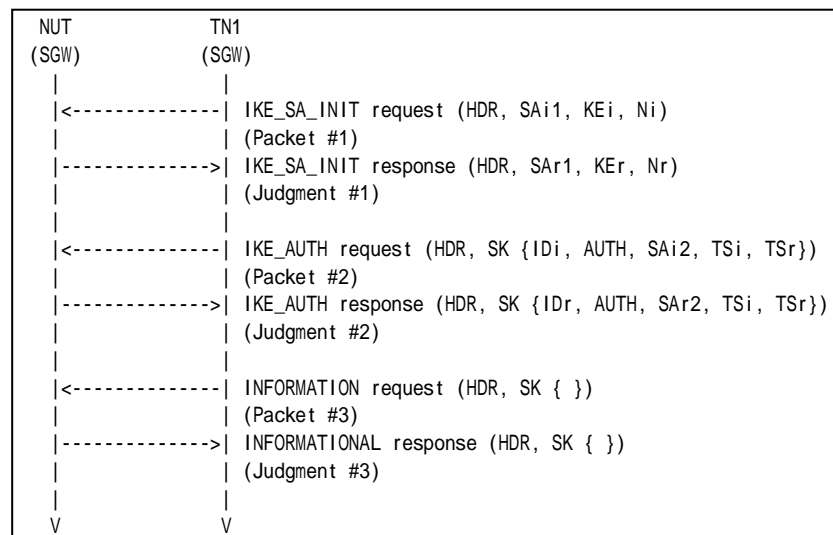 NUT TN1
(SGW) (SGW)
| |
|<--------------| IKE_SA_INIT request (HDR, SAi1, KEi, Ni)
| | (Packet #1)
|-------------->| IKE_SA_INIT response (HDR, SAr1, KEr, Nr)
| | (Judgment #1)
| |
|<--------------| IKE_AUTH request (HDR, SK {IDi, AUTH, SAi2, TSi, TSr})
| | (Packet #2)
|-------------->| IKE_AUTH response (HDR, SK {IDr, AUTH, SAr2, TSi, TSr})
| | (Judgment #2)
| |
|<--------------| INFORMATION request (HDR, SK { })
| | (Packet #3)
|-------------->| INFORMATIONAL response (HDR, SK { })
| | (Judgment #3)
| |
V V